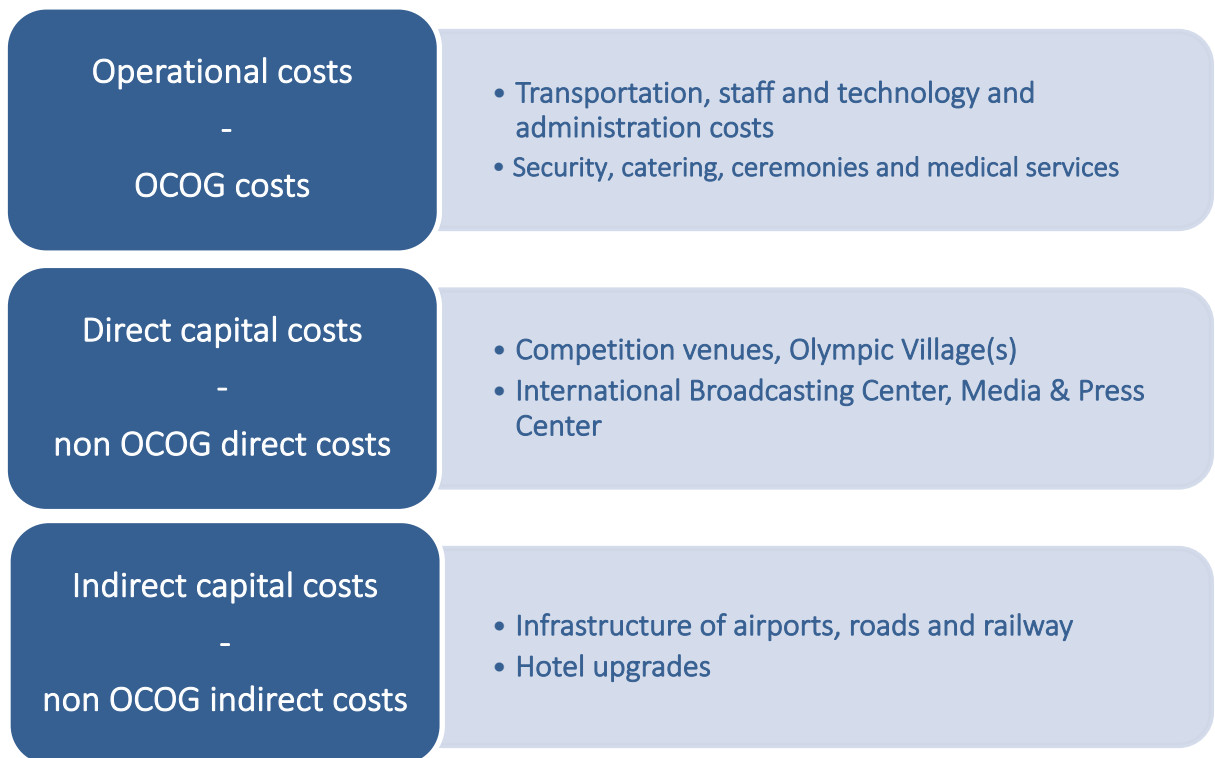 Operational costs
-
OCOG costs
• Transportation, staff and technology and
administration costs
• Security, catering, ceremonies and medical services
Direct capital costs
-
non OCOG direct costs
• Competition venues, Olympic Village(s)
• International Broadcasting Center, Media & Press
Center
Indirect capital costs
-
non OCOG indirect costs
• Infrastructure of airports, roads and railway
• Hotel upgrades